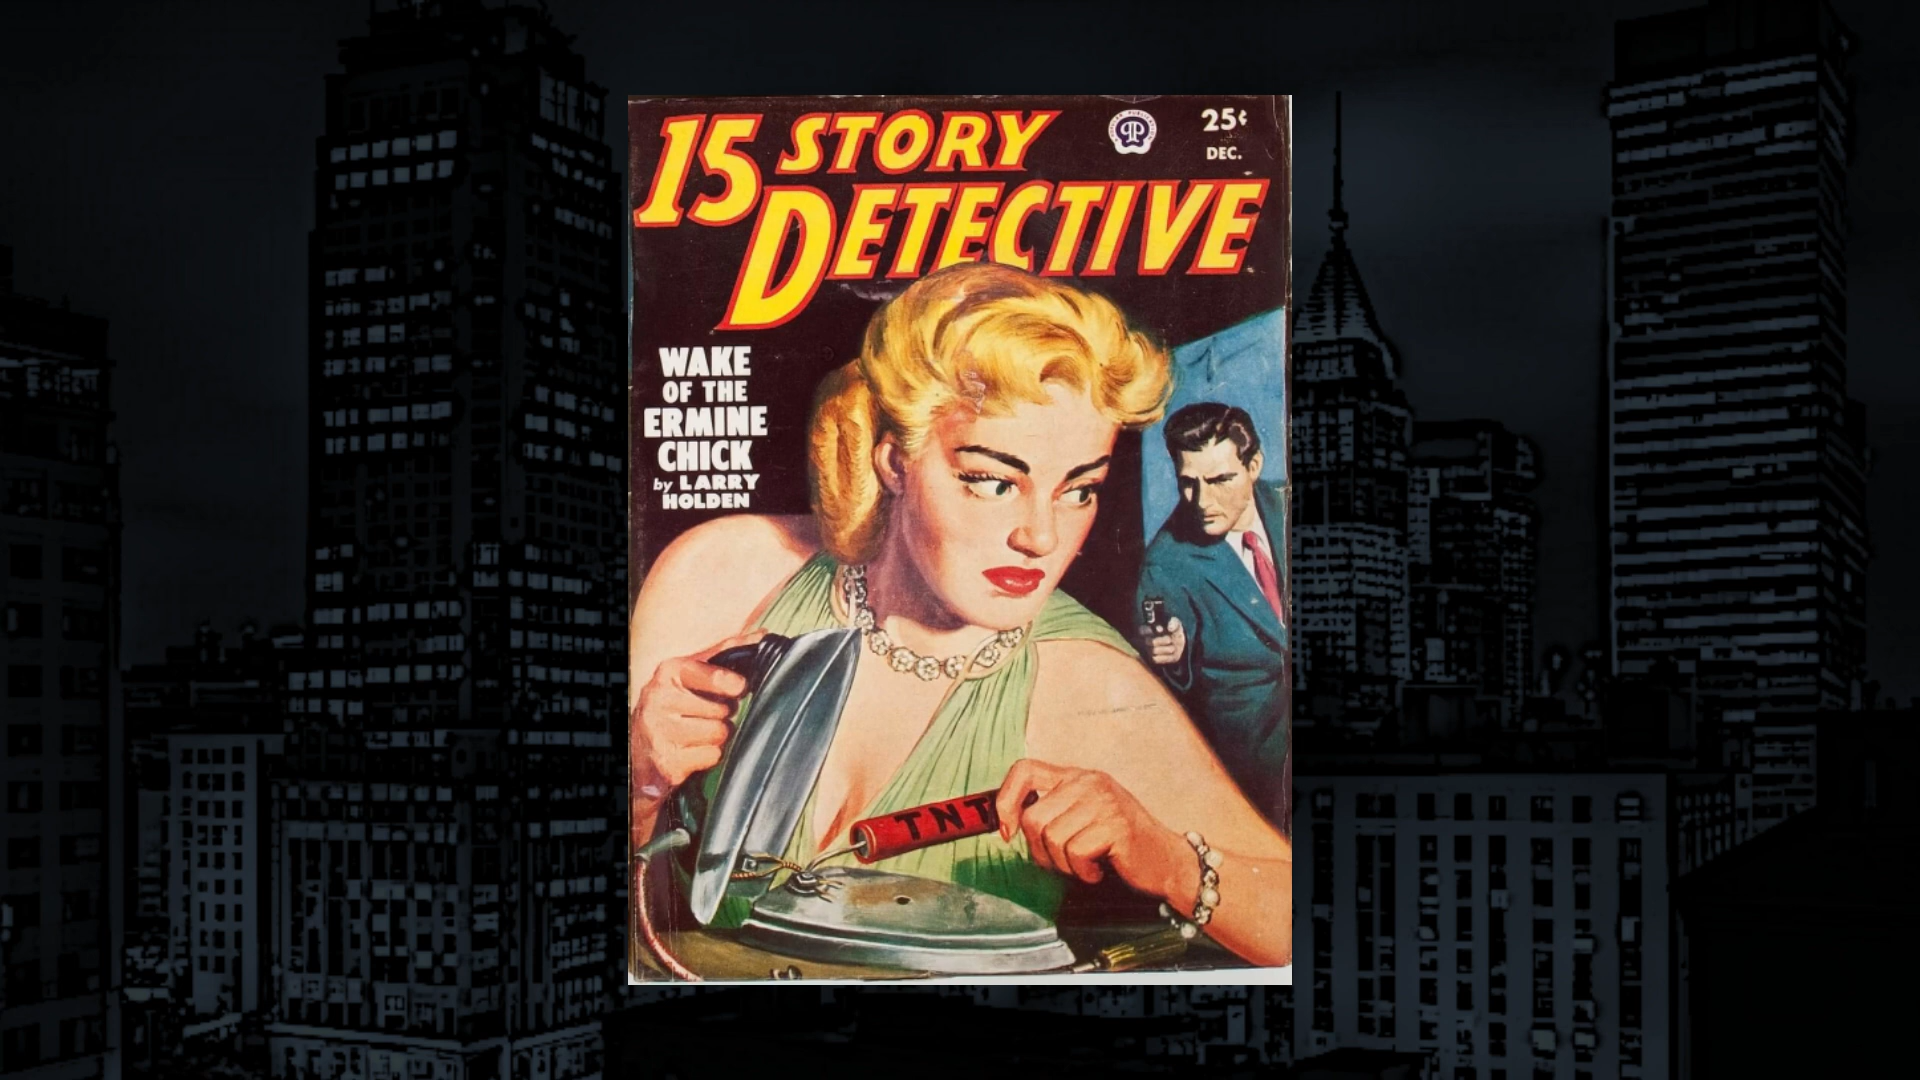 15 STORY
DETECTIVE
25¢
DEC.
WAKE
OF THE
ERMINE
CHICK
by LARRY
HOLDEN
TNT